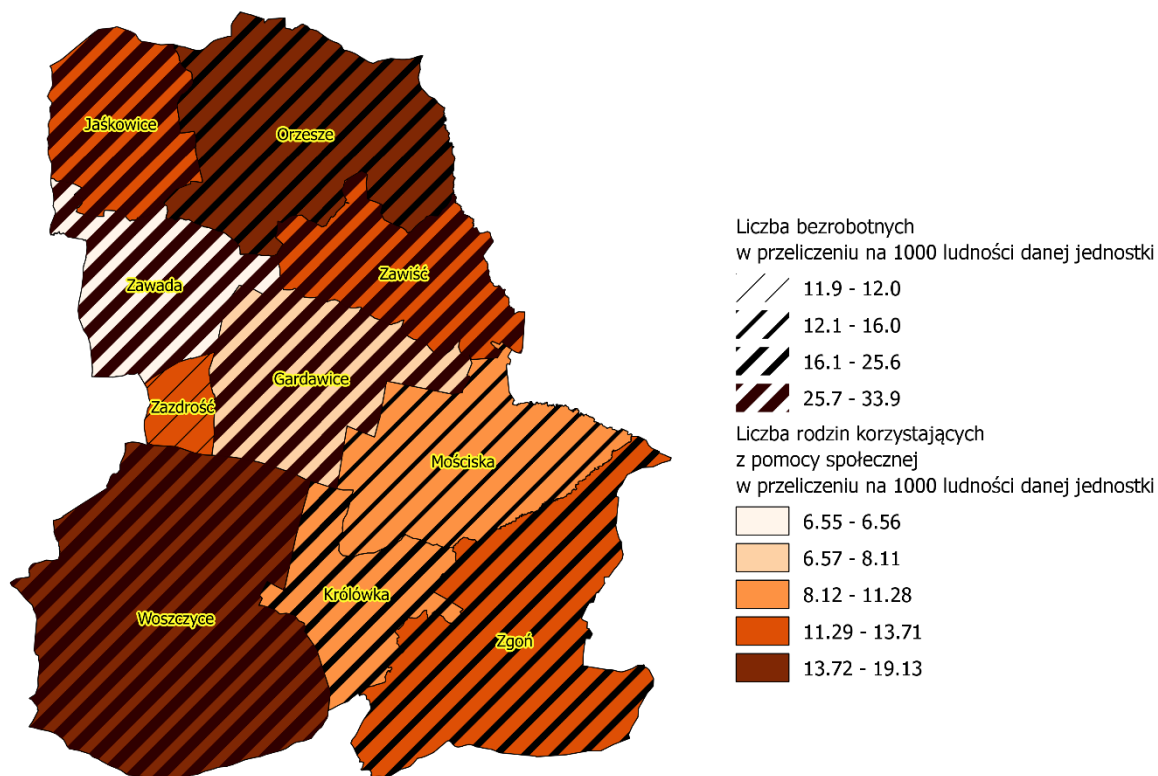 Jaśkowice
Orzesze
Zawada
Zawiść
Gardawice
Zazdrość
Mościska
Królówka
Woszczyce
Zgoń
Liczba bezrobotnych
w przeliczeniu na 1000 ludności danej jednostki
11.9 - 12.0
12.1 - 16.0
16.1 - 25.6
25.7 - 33.9
Liczba rodzin korzystających
z pomocy społecznej
w przeliczeniu na 1000 ludności danej jednostki
6.55 - 6.56
6.57 - 8.11
8.12 - 11.28
11.29 - 13.71
13.72 - 19.13